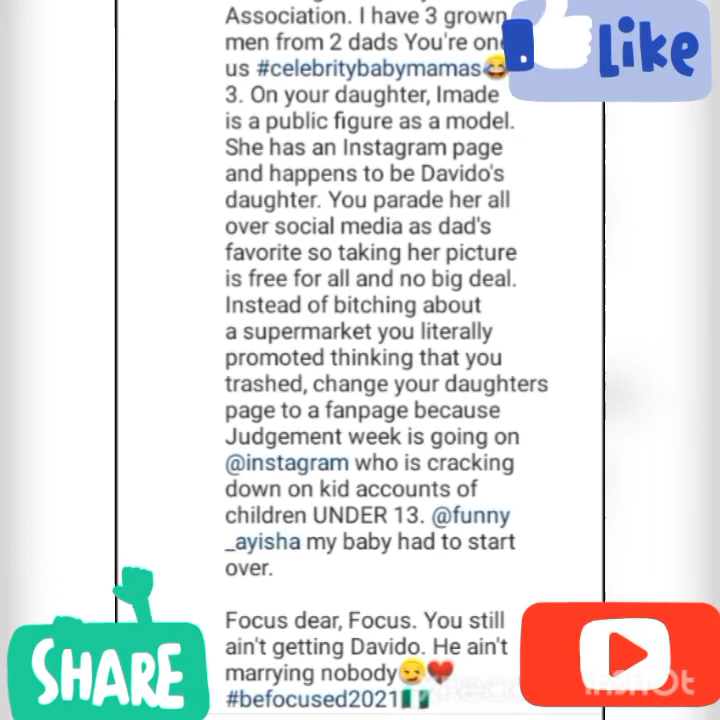 Association. I have 3 grown
men from 2 dads You're one
us #celebritybabymamas😂
3. On your daughter, Imade
is a public figure as a model.
She has an Instagram page
and happens to be Davido's
daughter. You parade her all
over social media as dad's
favorite so taking her picture
is free for all and no big deal.
Instead of bitching about
a supermarket you literally
promoted thinking that you
trashed, change your daughters
page to a fanpage because
Judgement week is going on
@instagram who is cracking
down on kid accounts of
children UNDER 13. @funny
_ayisha my baby had to start
over.
Focus dear, Focus. You still
ain't getting Davido. He ain't
marrying nobody😏❤️
#befocused2021🇳🇬
Like
SHARE
InShOt